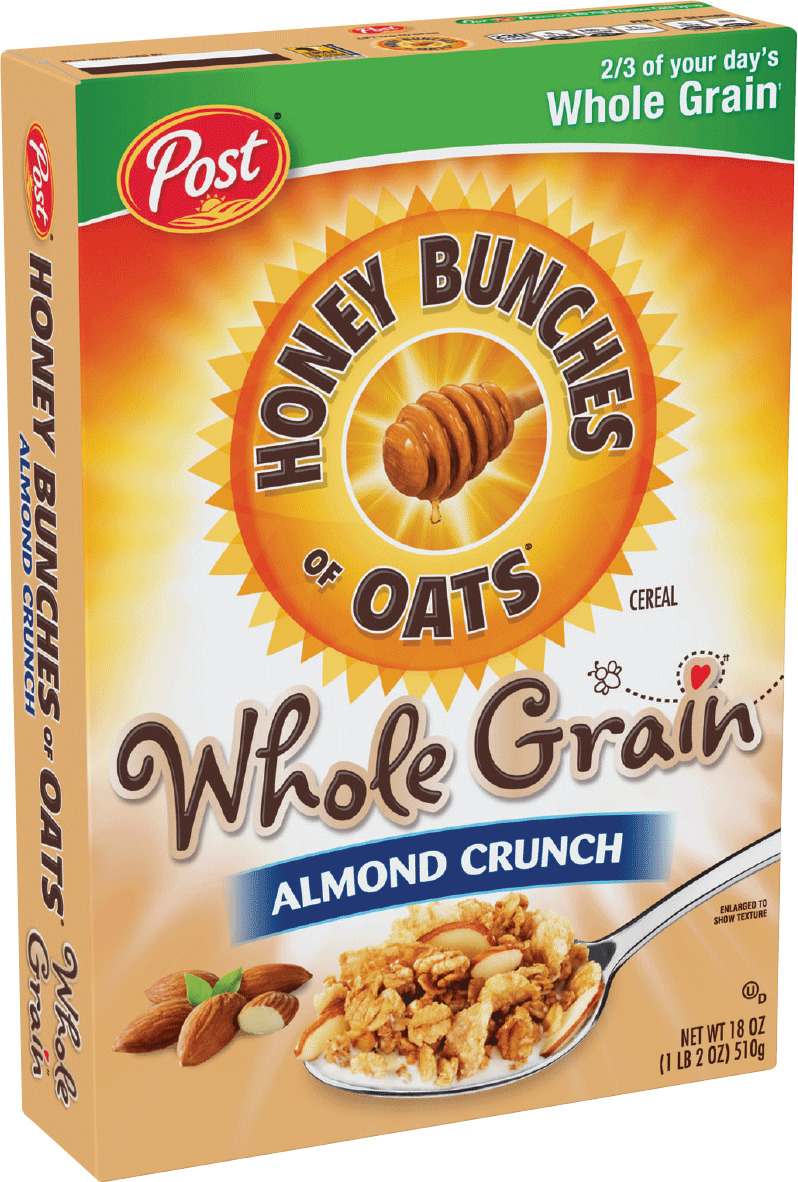 2/3 of your day's
Whole Grain†
Post
HONEY BUNCHES
OF OATS®
CEREAL
Whole Grain
ALMOND CRUNCH
ENLARGED TO
SHOW TEXTURE
U D
NET WT 18 OZ
(1 LB 2 OZ) 510g
Post
HONEY BUNCHES OF OATS
ALMOND CRUNCH
Whole
Grain